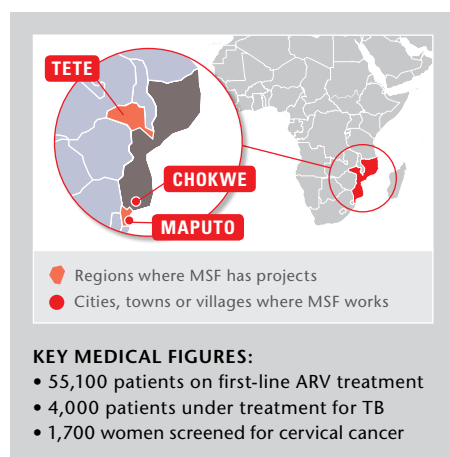 TETE
CHOKWE
MAPUTO
Regions where MSF has projects
Cities, towns or villages where MSF works
KEY MEDICAL FIGURES:
• 55,100 patients on first-line ARV treatment
• 4,000 patients under treatment for TB
• 1,700 women screened for cervical cancer